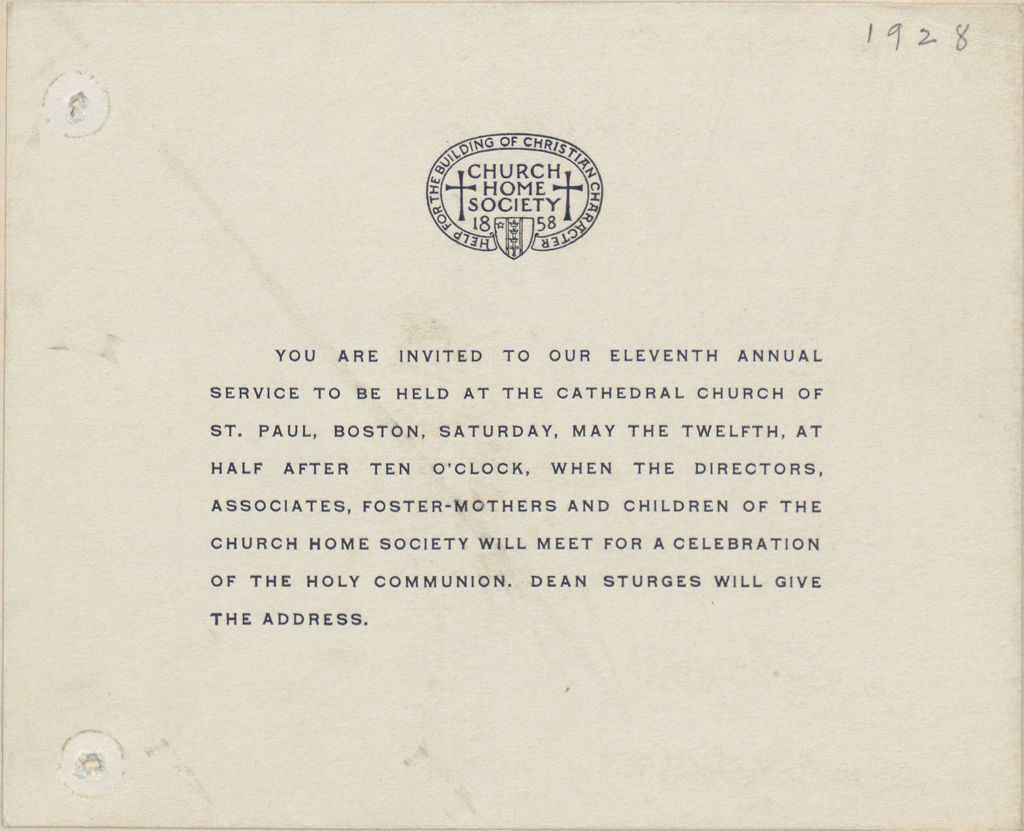 1928
HELP FOR THE BUILDING OF CHRISTIAN CHARACTER
CHURCH
HOME
SOCIETY
18 58
YOU ARE INVITED TO OUR ELEVENTH ANNUAL
SERVICE TO BE HELD AT THE CATHEDRAL CHURCH OF
ST. PAUL, BOSTON, SATURDAY, MAY THE TWELFTH, AT
HALF AFTER TEN O'CLOCK, WHEN THE DIRECTORS,
ASSOCIATES, FOSTER-MOTHERS AND CHILDREN OF THE
CHURCH HOME SOCIETY WILL MEET FOR A CELEBRATION
OF THE HOLY COMMUNION. DEAN STURGES WILL GIVE
THE ADDRESS.